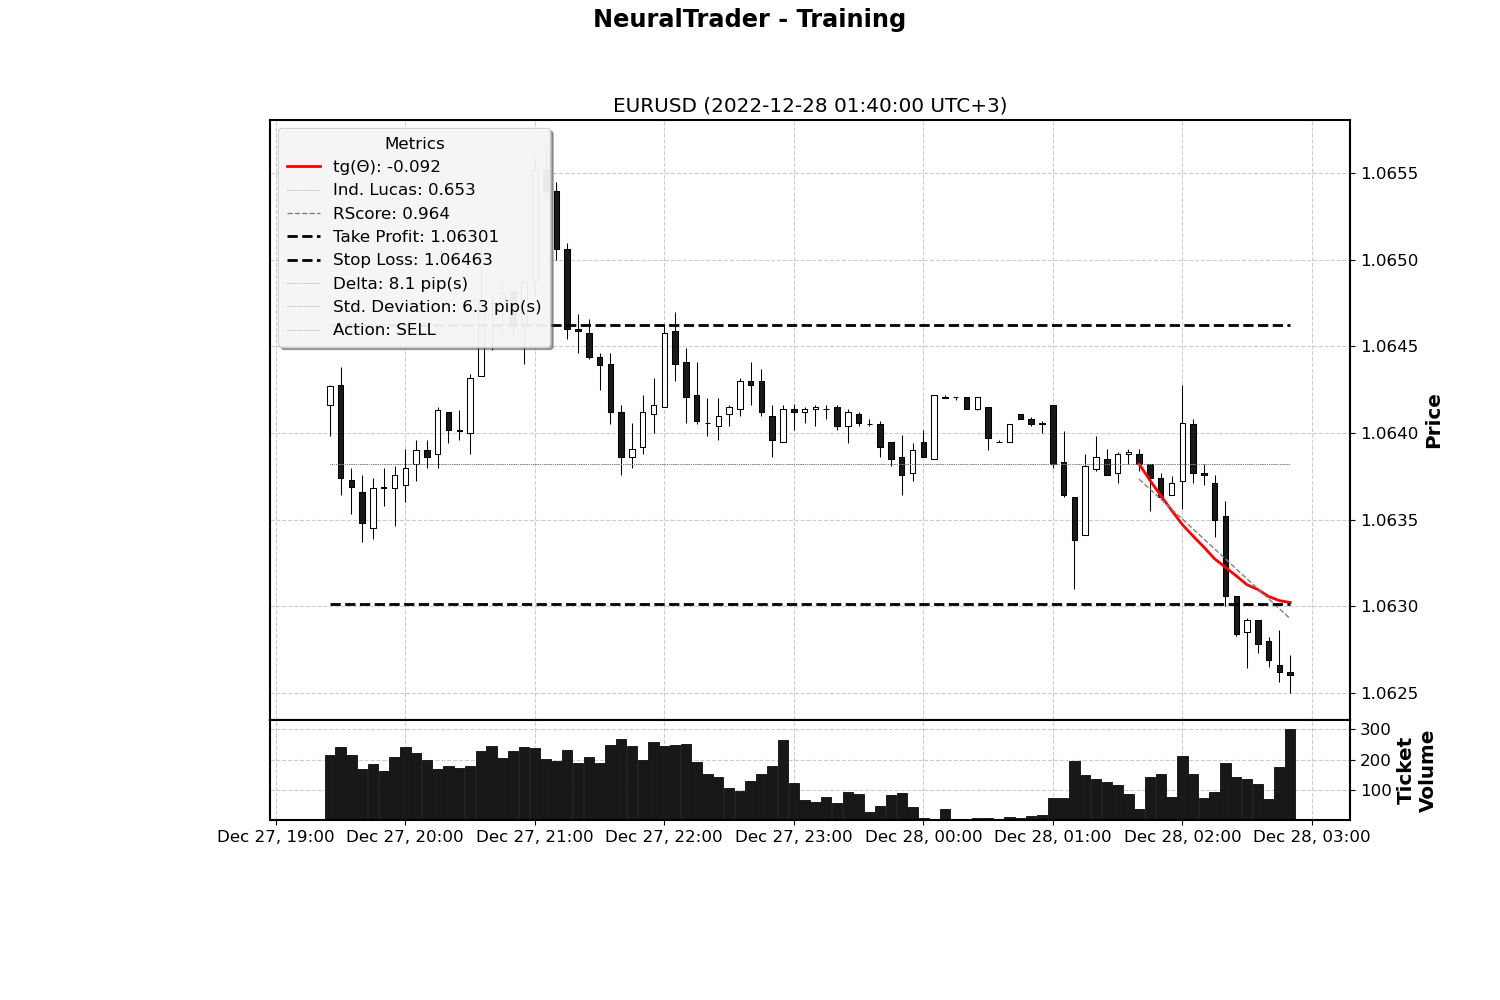 NeuralTrader - Training
EURUSD (2022-12-28 01:40:00 UTC+3)
Metrics
tg(Θ): -0.092
Ind. Lucas: 0.653
RScore: 0.964
Take Profit: 1.06301
Stop Loss: 1.06463
Delta: 8.1 pip(s)
Std. Deviation: 6.3 pip(s)
Action: SELL
1.0655
1.0650
1.0645
1.0640
1.0635
1.0630
1.0625
Price
300
200
100
Ticket
Volume
Dec 27, 19:00 Dec 27, 20:00 Dec 27, 21:00 Dec 27, 22:00 Dec 27, 23:00 Dec 28, 00:00 Dec 28, 01:00 Dec 28, 02:00 Dec 28, 03:00